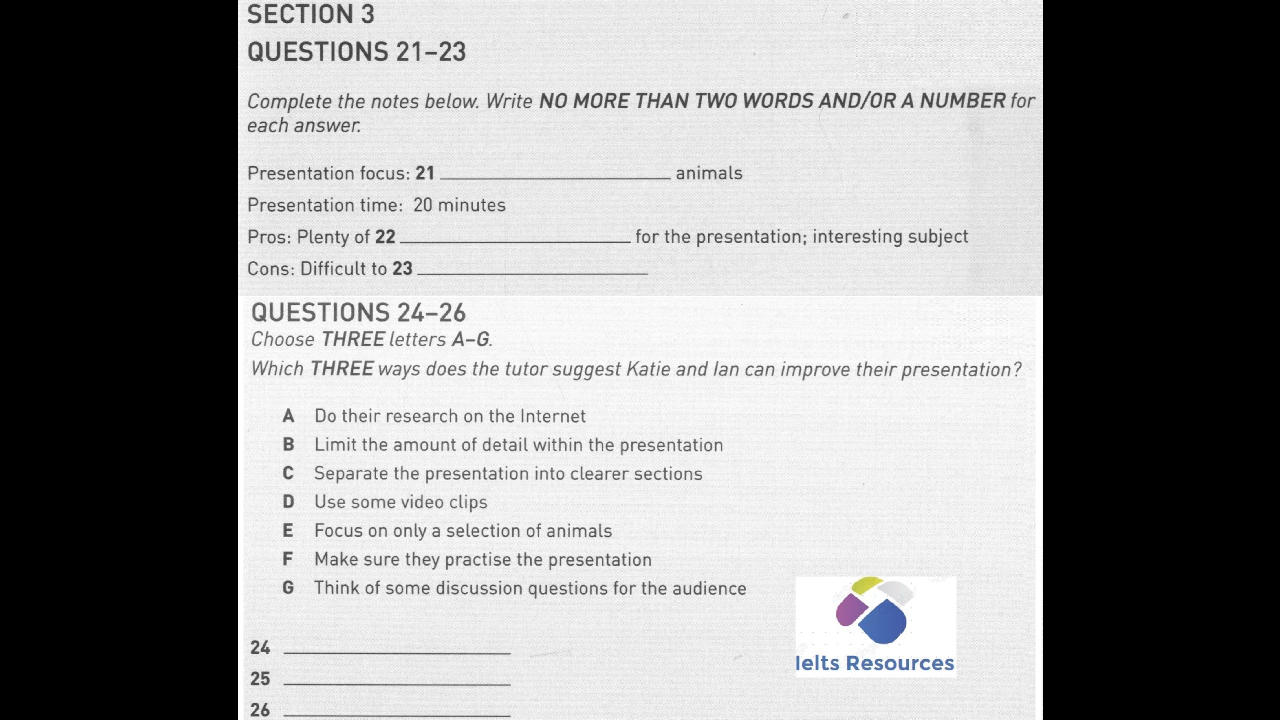 SECTION 3
QUESTIONS 21–23
Complete the notes below. Write NO MORE THAN TWO WORDS AND/OR A NUMBER for
each answer.
Presentation focus: 21 ____________________ animals
Presentation time: 20 minutes
Pros: Plenty of 22 ____________________ for the presentation; interesting subject
Cons: Difficult to 23 ____________________
QUESTIONS 24–26
Choose THREE letters A–G.
Which THREE ways does the tutor suggest Katie and Ian can improve their presentation?
A Do their research on the Internet
B Limit the amount of detail within the presentation
C Separate the presentation into clearer sections
D Use some video clips
E Focus on only a selection of animals
F Make sure they practise the presentation
G Think of some discussion questions for the audience
24 ____________________
25 ____________________
26 ____________________
Ielts Resources